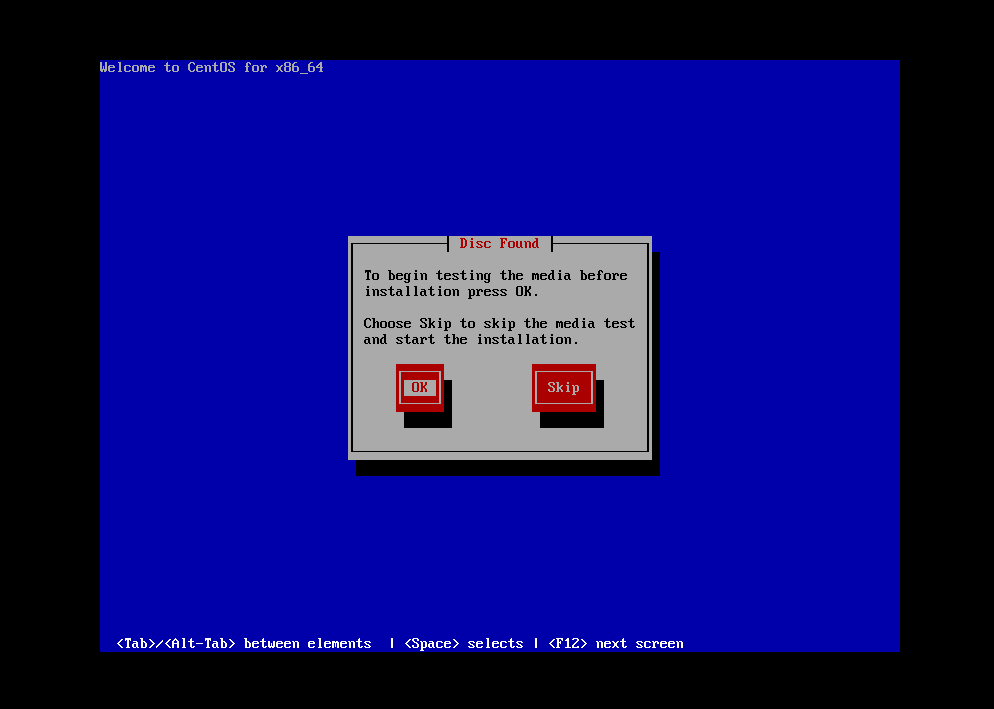 Welcome to CentOS for x86_64
Disc Found
To begin testing the media before
installation press OK.
Choose Skip to skip the media test
and start the installation.
OK Skip
<Tab>/<Alt-Tab> between elements | <Space> selects | <F12> next screen